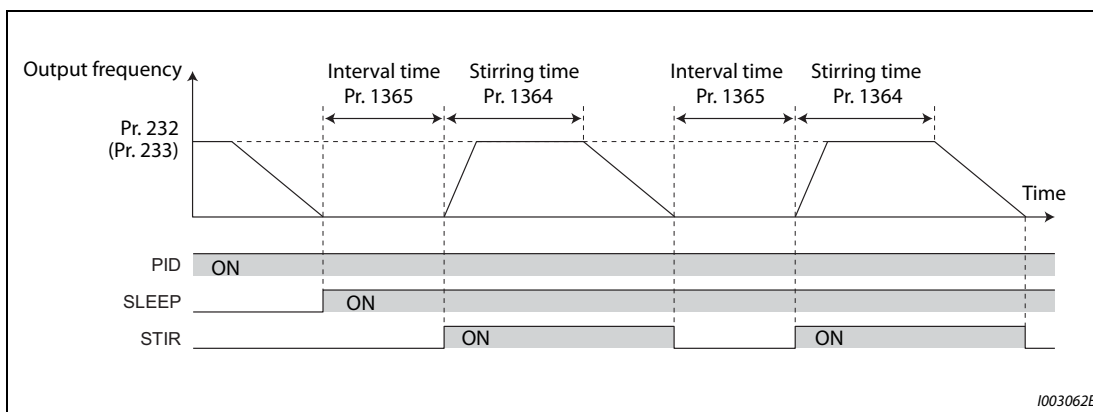 Output frequency
Interval time
Pr. 1365
Stirring time
Pr. 1364
Interval time
Pr. 1365
Stirring time
Pr. 1364
Pr. 232
(Pr. 233)
Time
PID
ON
SLEEP
ON
STIR
ON
ON
I003062E